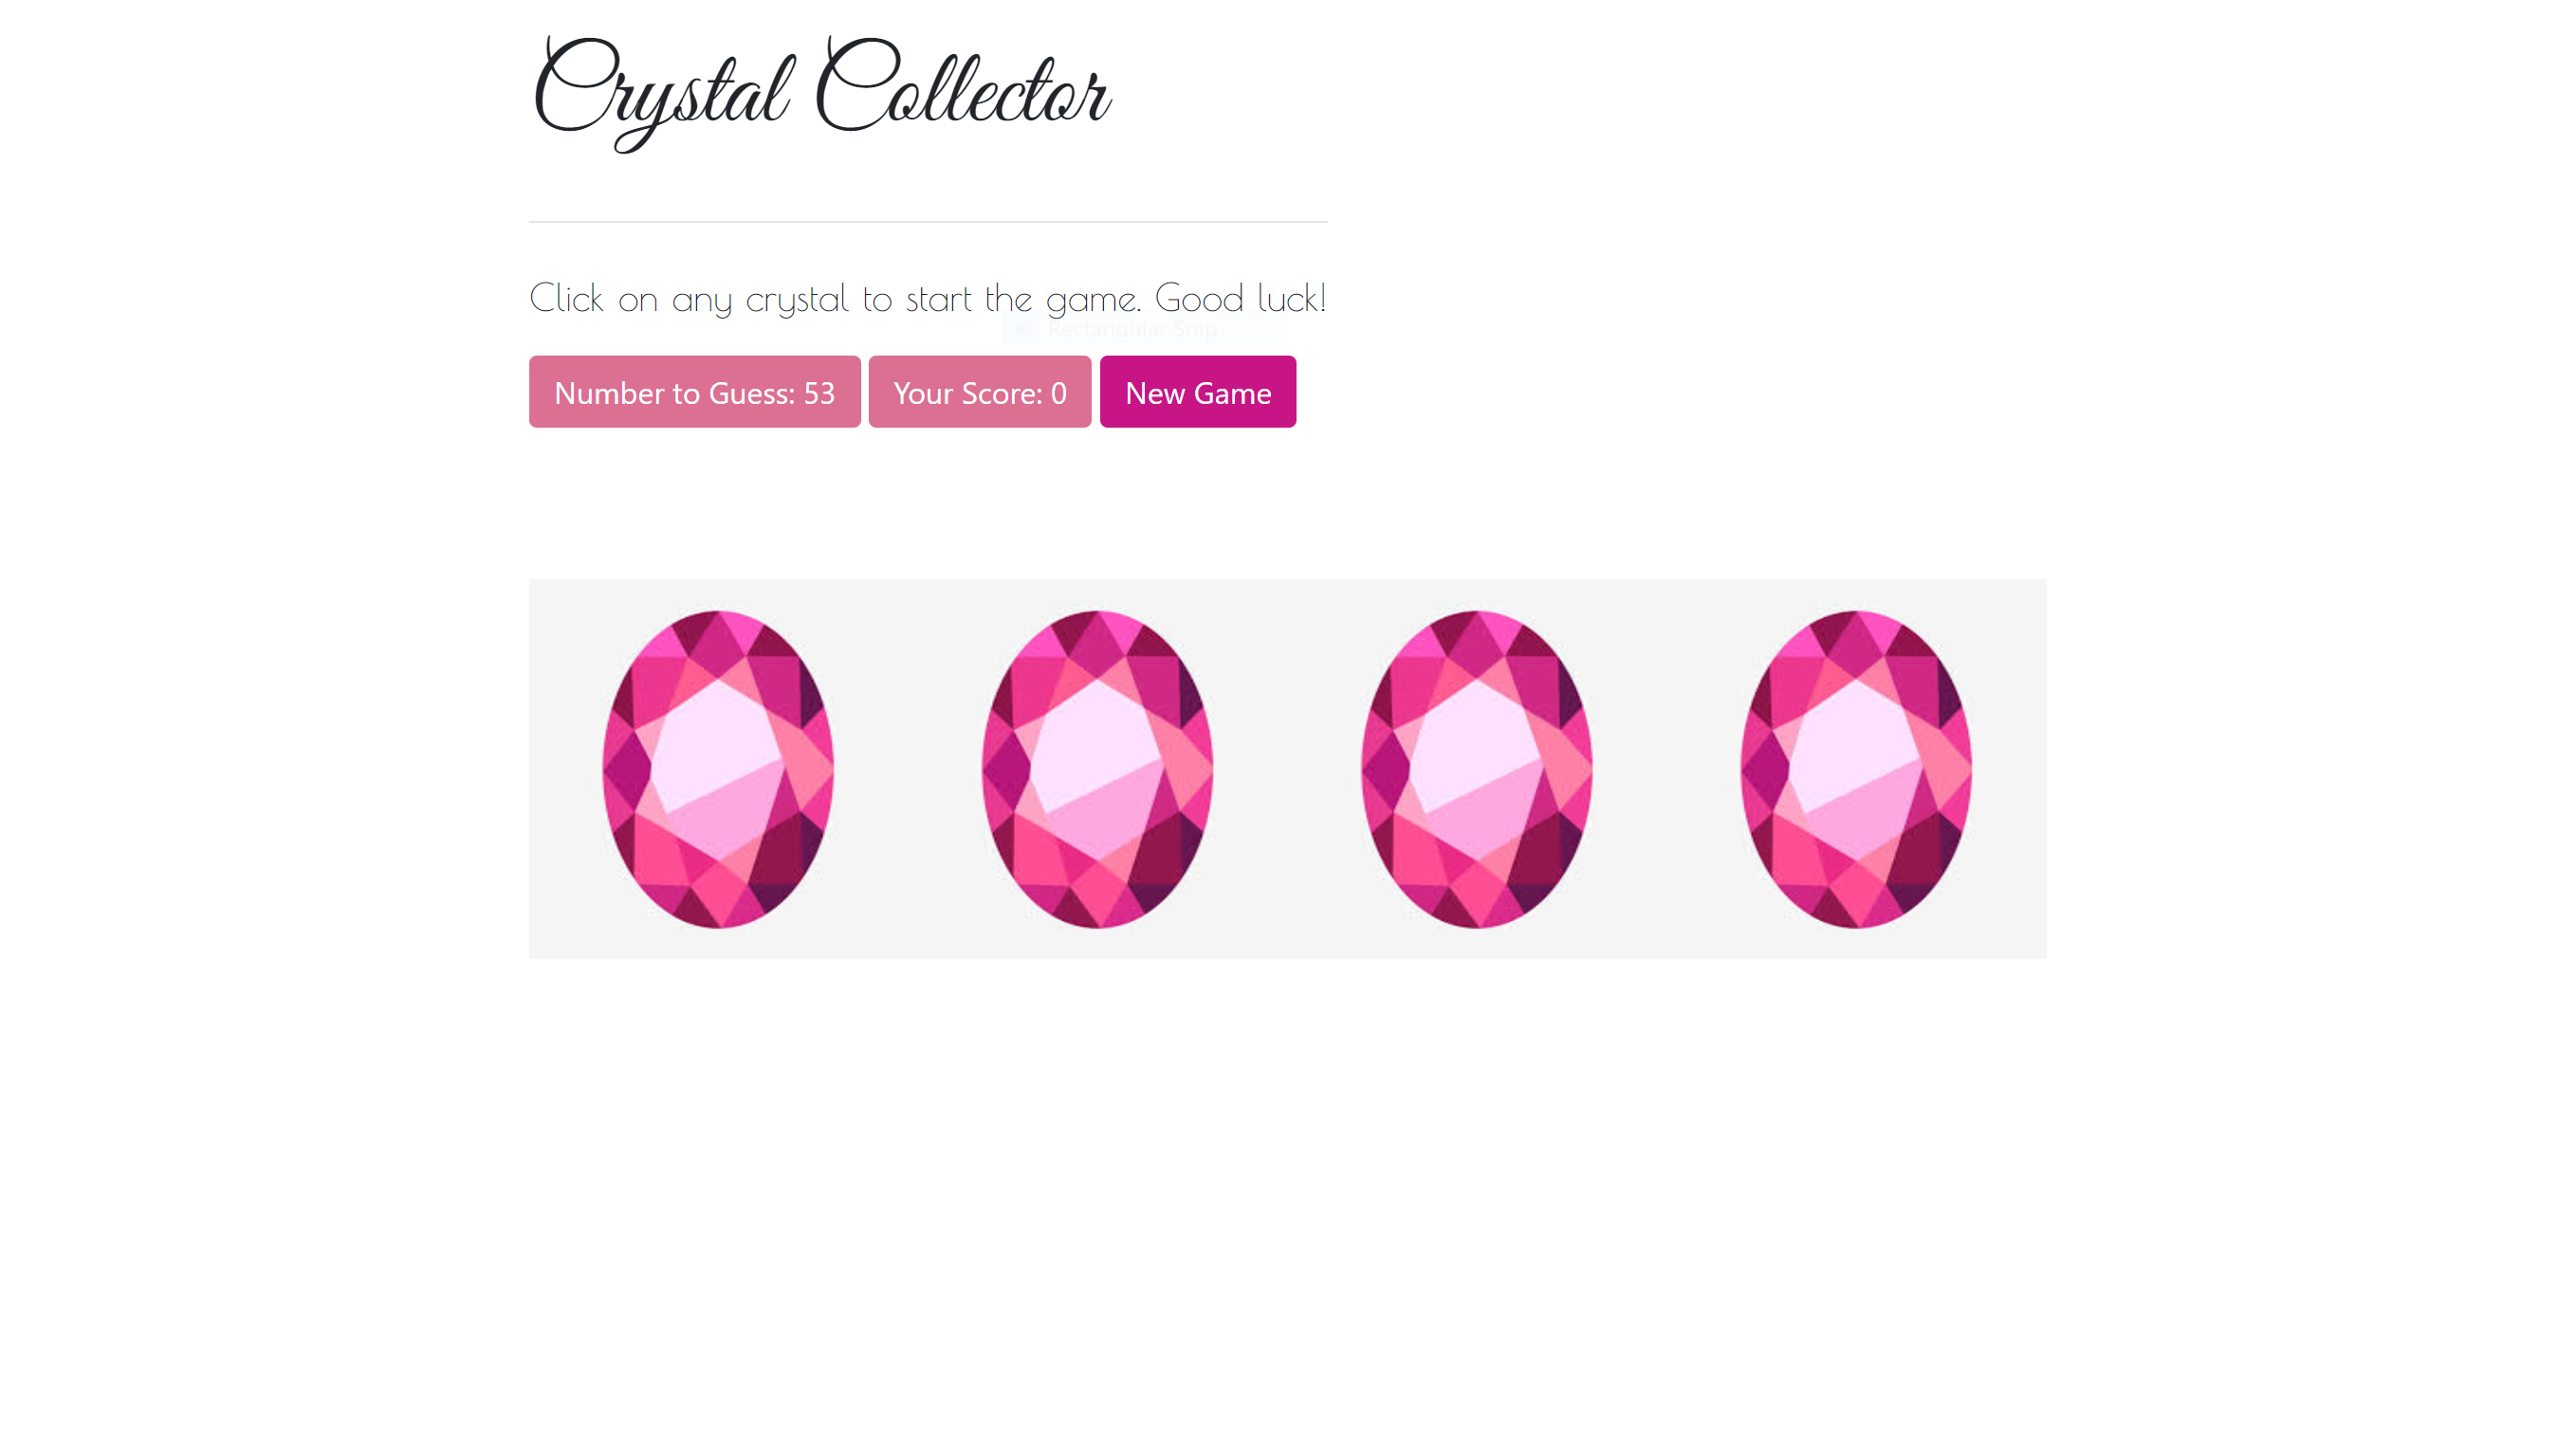 Crystal Collector
Click on any crystal to start the game. Good luck!
Rectangular Snip
Number to Guess: 53
Your Score: 0
New Game